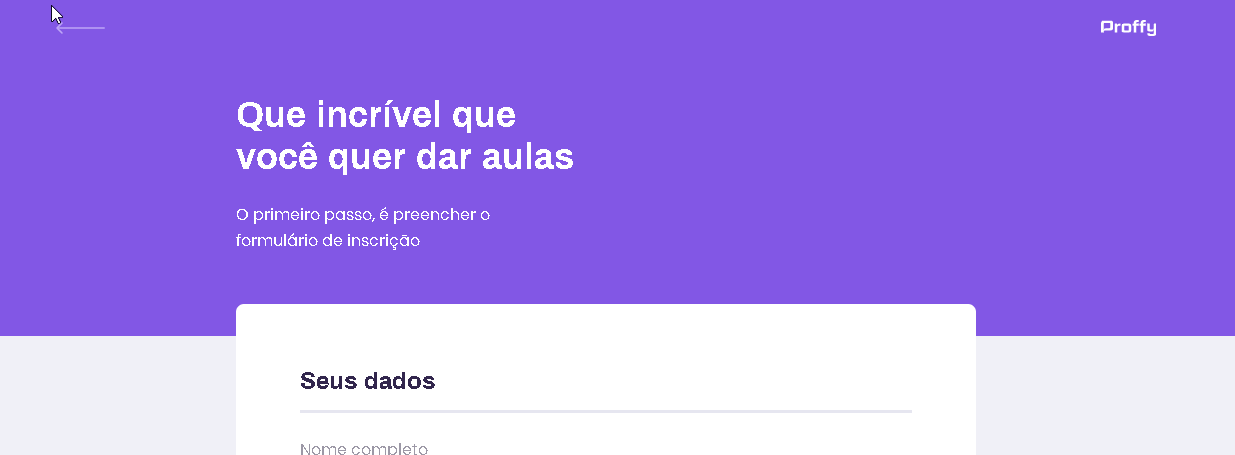 Proffy
Que incrível que
você quer dar aulas
O primeiro passo, é preencher o
formulário de inscrição
Seus dados
Nome completo